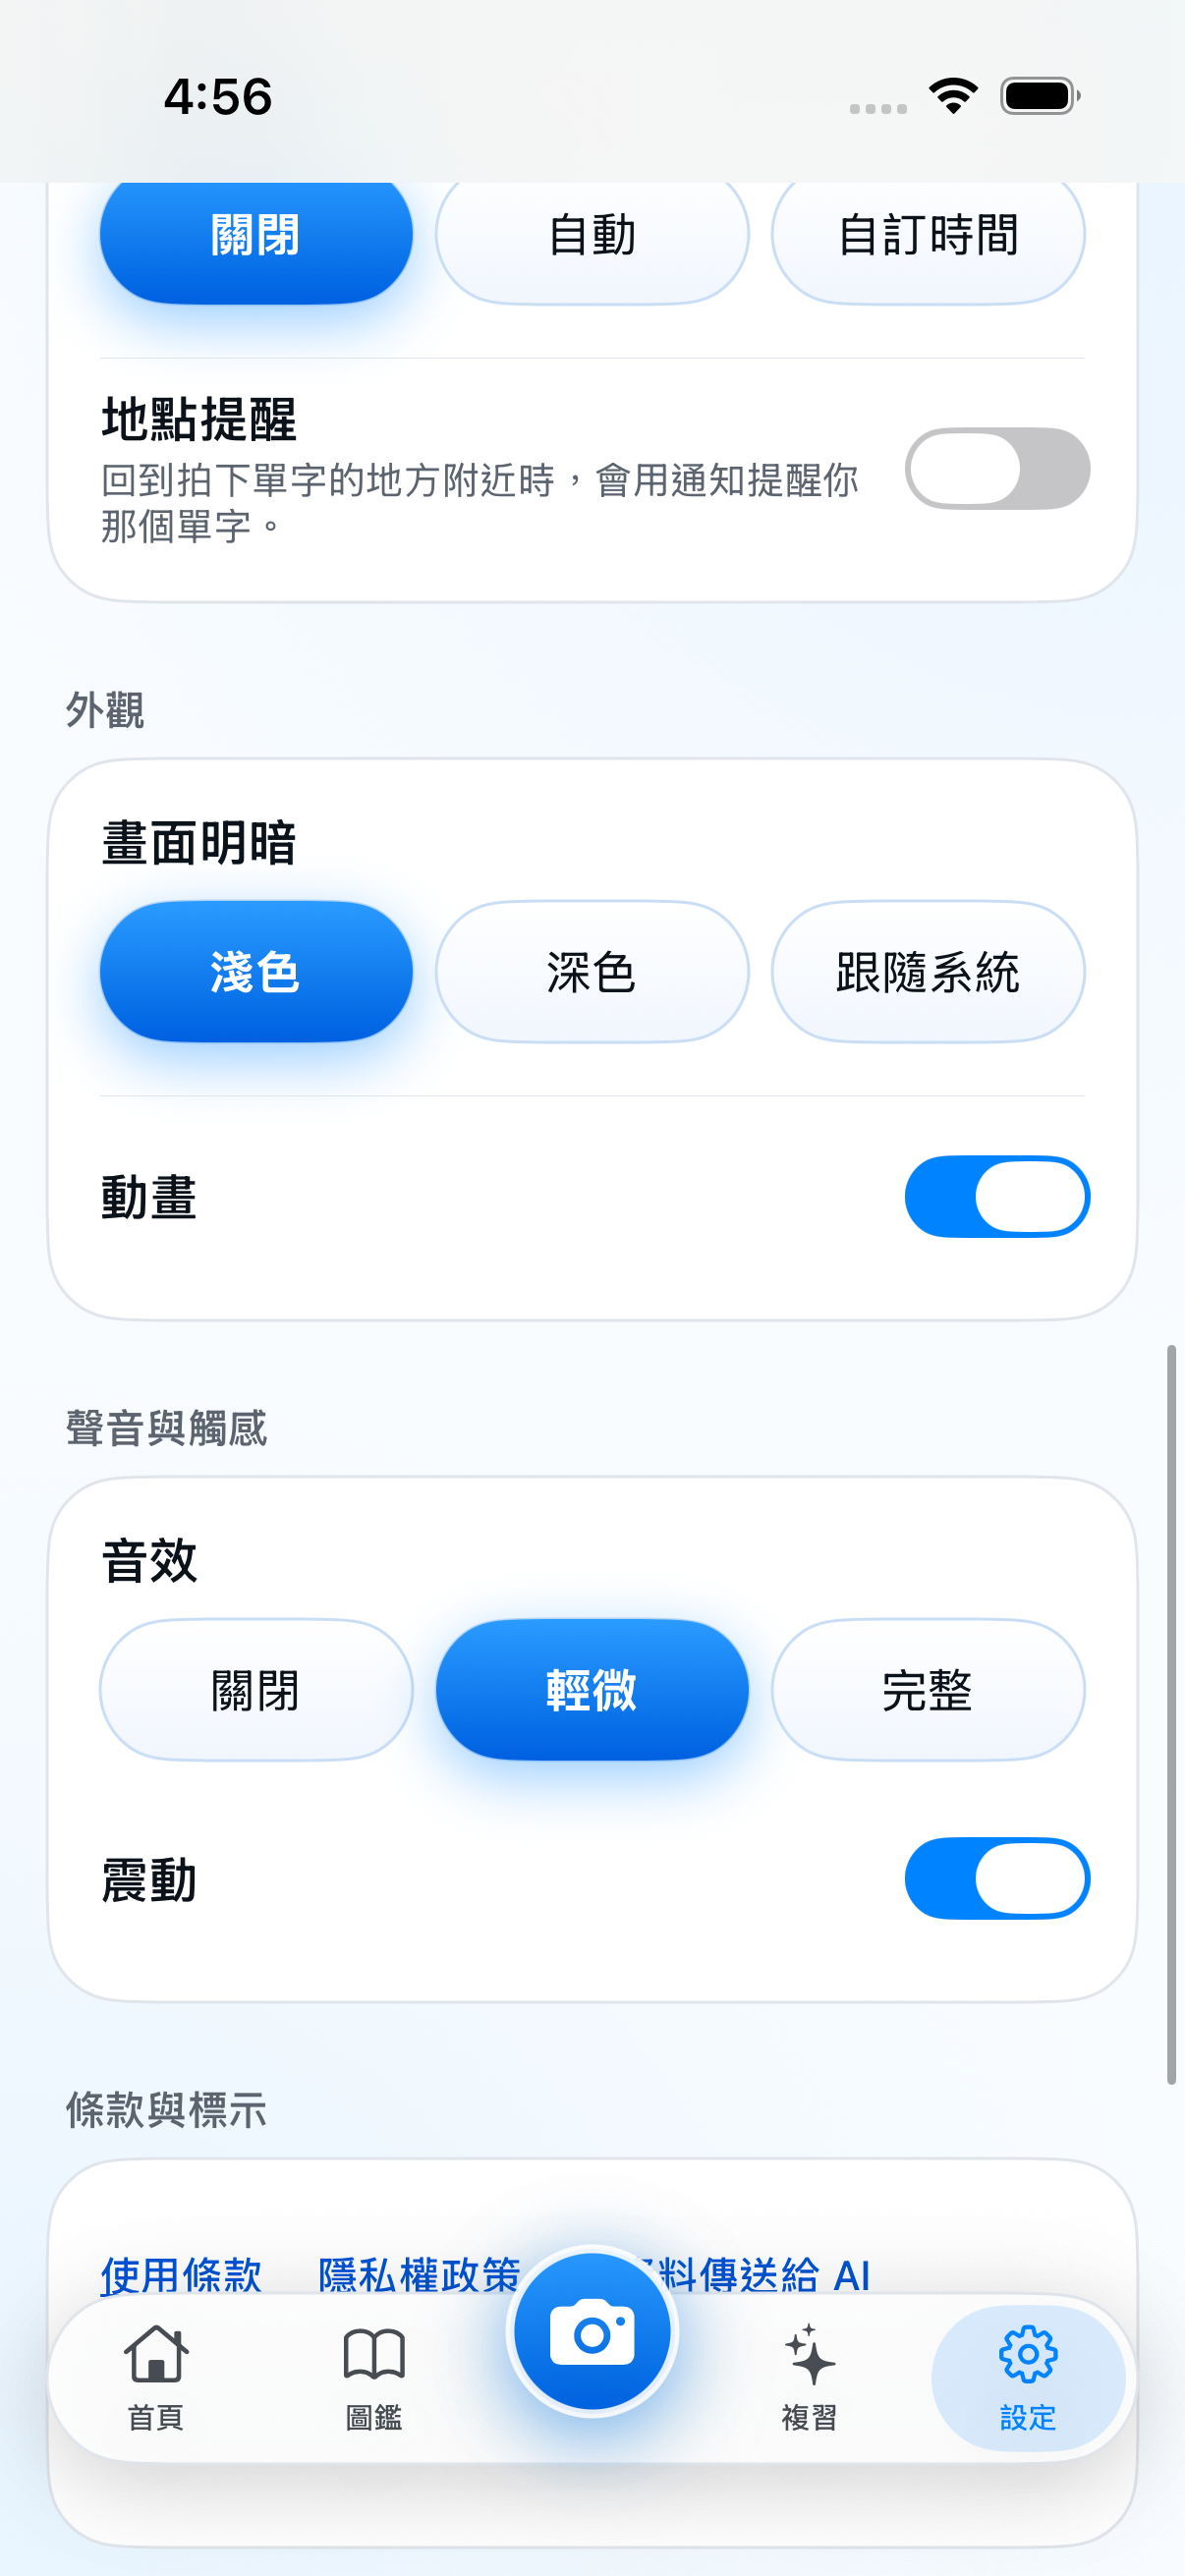 4:56
關閉 自動 自訂時間
地點提醒
回到拍下單字的地方附近時，會用通知提醒你
那個單字。
外觀
畫面明暗
淺色 深色 跟隨系統
動畫
聲音與觸感
音效
關閉 輕微 完整
震動
條款與標示
使用條款 隱私權政策 料傳送給 AI
首頁 圖鑑 複習 設定